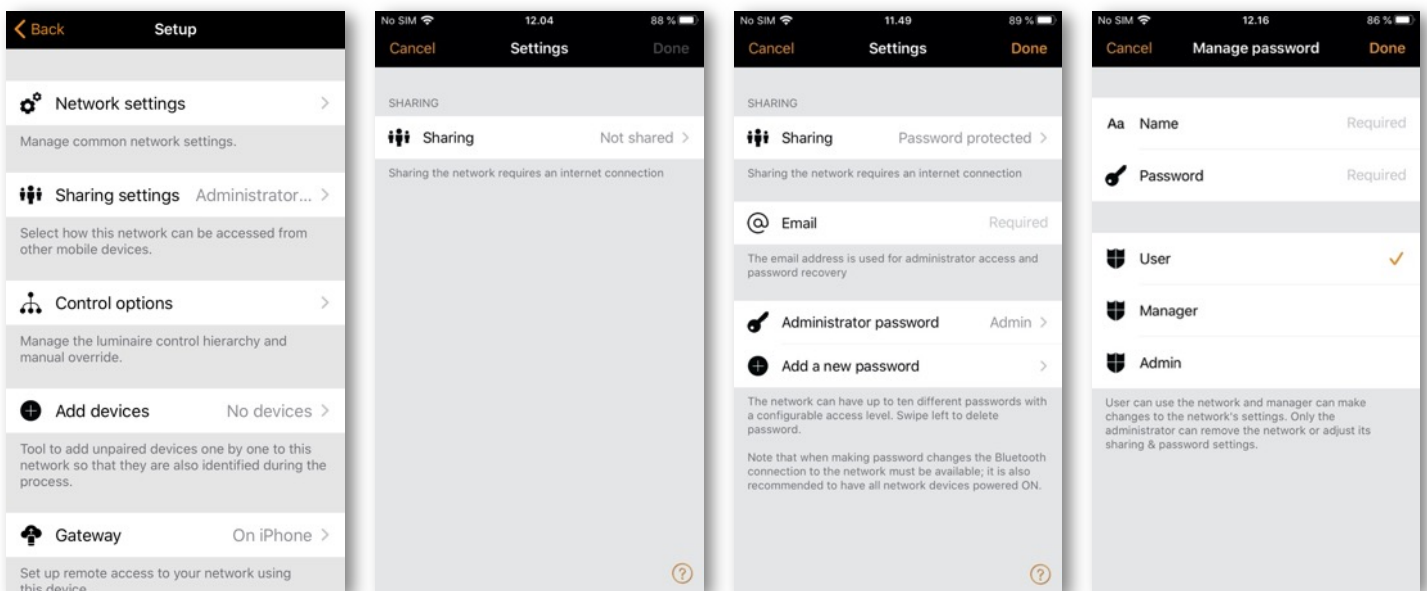 Back
Setup
Network settings
Manage common network settings.
Sharing settings Administrator...
Select how this network can be accessed from
other mobile devices.
Control options
Manage the luminaire control hierarchy and
manual override.
Add devices No devices
Tool to add unpaired devices one by one to this
network so that they are also identified during the
process.
Gateway On iPhone
Set up remote access to your network using
this device
No SIM 12.04 88 %
Cancel Settings Done
SHARING
Sharing Not shared
Sharing the network requires an internet connection
?
No SIM 11.49 89 %
Cancel Settings Done
SHARING
Sharing Password protected
Sharing the network requires an internet connection
@ Email Required
The email address is used for administrator access and
password recovery
Administrator password Admin
Add a new password
The network can have up to ten different passwords with
a configurable access level. Swipe left to delete
password.
Note that when making password changes the Bluetooth
connection to the network must be available; it is also
recommended to have all network devices powered ON.
?
No SIM 12.16 86 %
Cancel Manage password Done
Aa Name Required
Password Required
User
Manager
Admin
User can use the network and manager can make
changes to the network's settings. Only the
administrator can remove the network or adjust its
sharing & password settings.